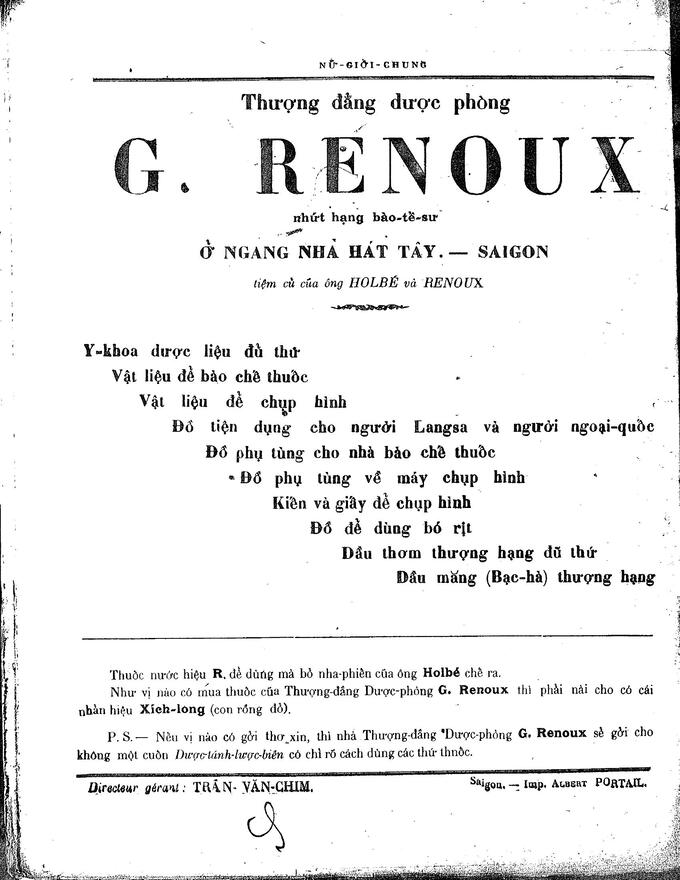 NỮ-GIỚI-CHUNG
Thượng đẳng dược phòng
G. RENOUX
nhứt hạng bào-tề-sư
Ở NGANG NHÀ HÁT TÂY. — SAIGON
tiệm củ của ông HOLBÉ và RENOUX
Y-khoa dược liệu đủ thứ
Vật liệu để bào chế thuốc
Vật liệu để chụp hình
Đồ tiện dụng cho người Langsa và người ngoại-quốc
Đồ phụ tùng cho nhà bào chế thuốc
Đồ phụ tùng về máy chụp hình
Kiến và giấy để chụp hình
Đồ để dùng bó rịt
Dầu thơm thượng hạng đủ thứ
Dầu măng (Bạc-hà) thượng hạng
Thuốc nước hiệu R. để dùng mà bỏ nha-phiến của ông Holbé chế ra.
Như vị nào có mua thuốc của Thượng-đẳng Dược-phòng G. Renoux thì phải nài cho có cái
nhàn hiệu Xích-long (con rồng đỏ).
P. S. — Nếu vị nào có gởi thơ xin, thì nhà Thượng-đẳng Dược-phòng G. Renoux sẽ gởi cho
không một cuốn Dược-tánh-lược-biên có chỉ rõ cách dùng các thứ thuốc.
Directeur gérant : TRẦN-VĂN-CHIM.
Saigon. — Imp. ALBERT PORTAIL.